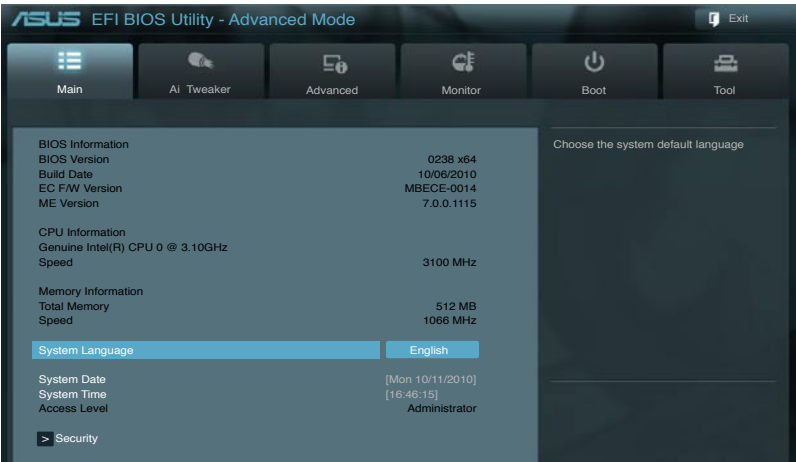 ASUS EFI BIOS Utility - Advanced Mode
Exit
Main
Ai Tweaker
Advanced
Monitor
Boot
Tool
BIOS Information
BIOS Version 0238 x64
Build Date 10/06/2010
EC F/W Version MBECE-0014
ME Version 7.0.0.1115
CPU Information
Genuine Intel(R) CPU 0 @ 3.10GHz
Speed 3100 MHz
Memory Information
Total Memory 512 MB
Speed 1066 MHz
System Language English
System Date [Mon 10/11/2010]
System Time [16:46:15]
Access Level Administrator
> Security
Choose the system default language